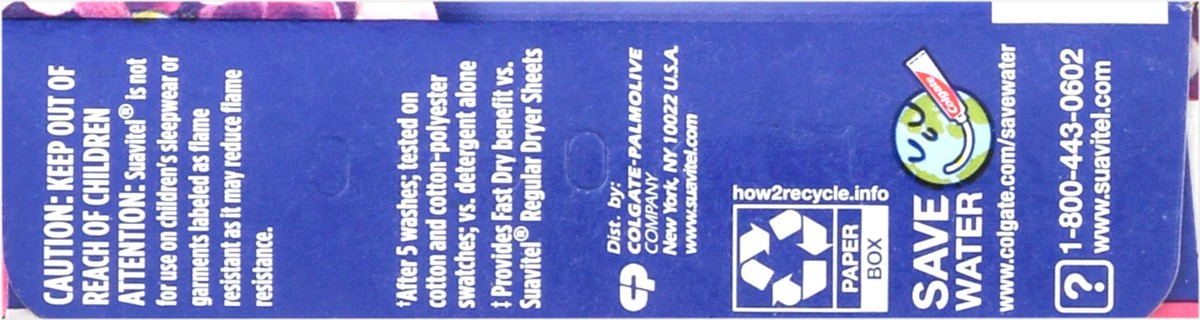 CAUTION: KEEP OUT OF
REACH OF CHILDREN
ATTENTION: Suavitel® is not
for use on children's sleepwear or
garments labeled as flame
resistant as it may reduce flame
resistance.
†After 5 washes; tested on
cotton and cotton-polyester
swatches; vs. detergent alone
‡ Provides Fast Dry benefit vs.
Suavitel® Regular Dryer Sheets
CP
Dist. by:
COLGATE-PALMOLIVE
COMPANY
New York, NY 10022 U.S.A.
www.suavitel.com
how2recycle.info
PAPER
BOX
SAVE
WATER
Colgate
www.colgate.com/savewater
?
1-800-443-0602
www.suavitel.com